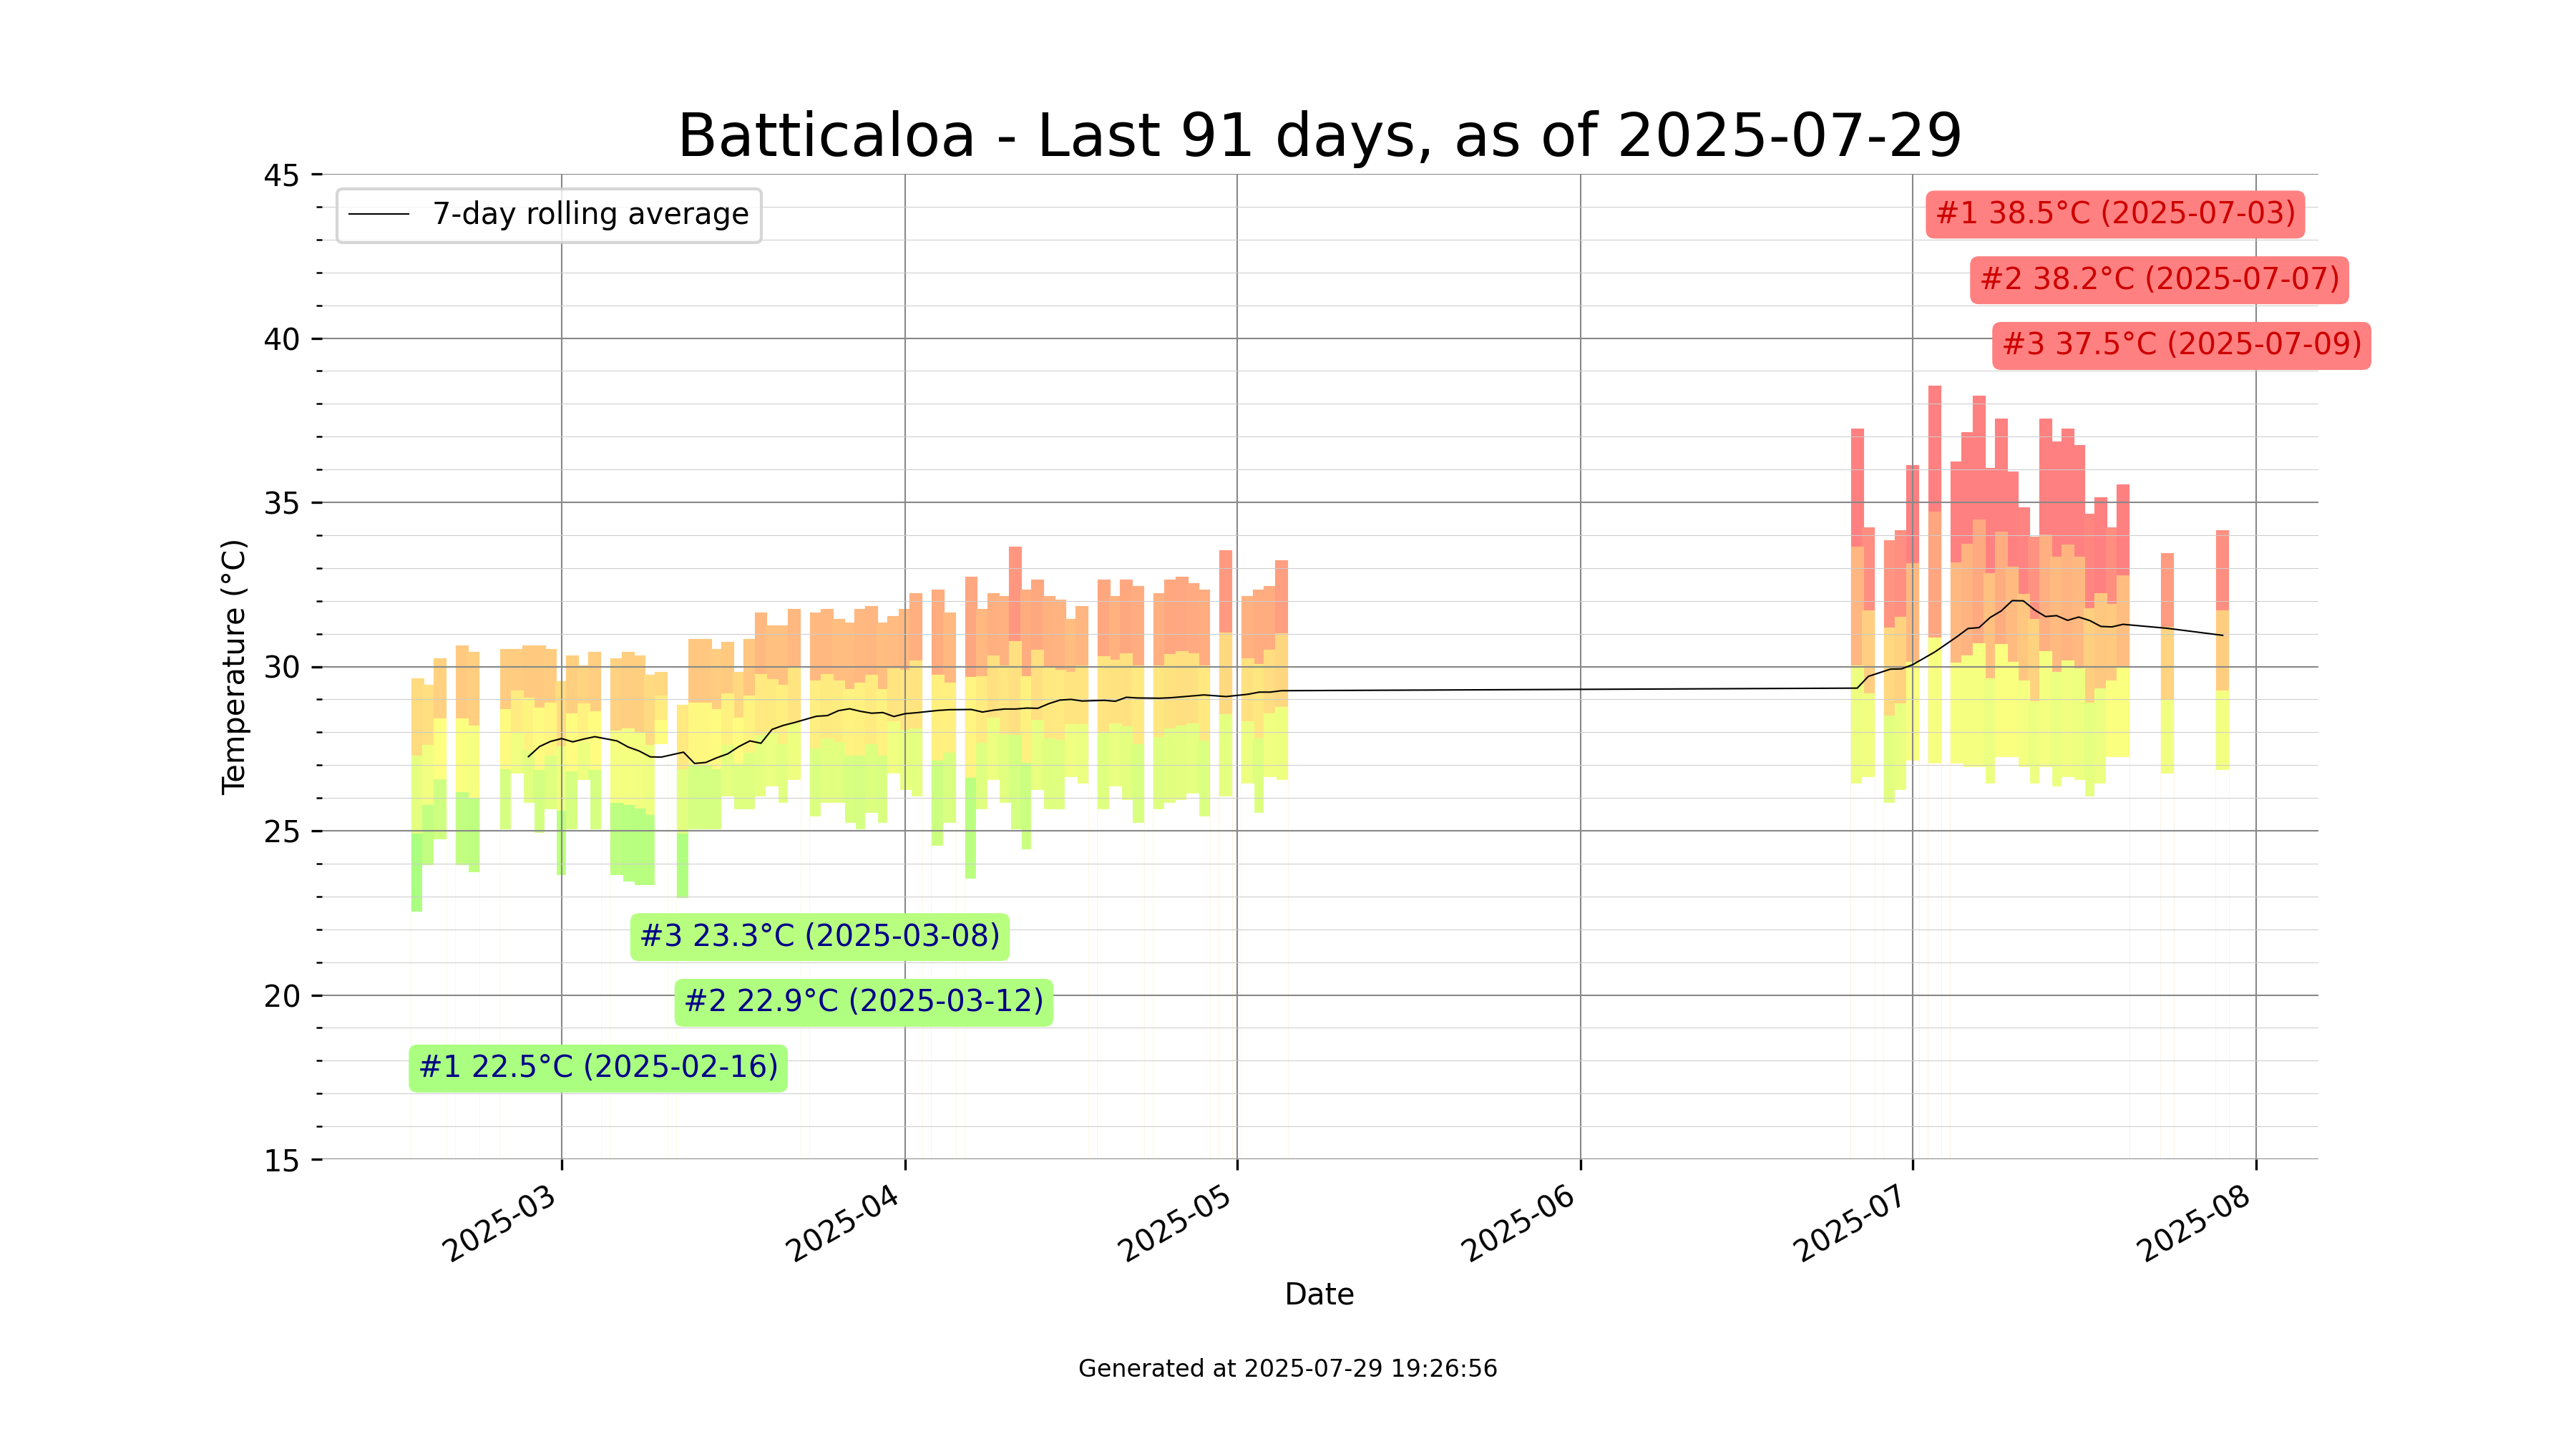 Batticaloa - Last 91 days, as of 2025-07-29
45
40
35
30
25
20
15
Temperature (°C)
7-day rolling average
#1 38.5°C (2025-07-03)
#2 38.2°C (2025-07-07)
#3 37.5°C (2025-07-09)
#3 23.3°C (2025-03-08)
#2 22.9°C (2025-03-12)
#1 22.5°C (2025-02-16)
2025-03
2025-04
2025-05
2025-06
2025-07
2025-08
Date
Generated at 2025-07-29 19:26:56